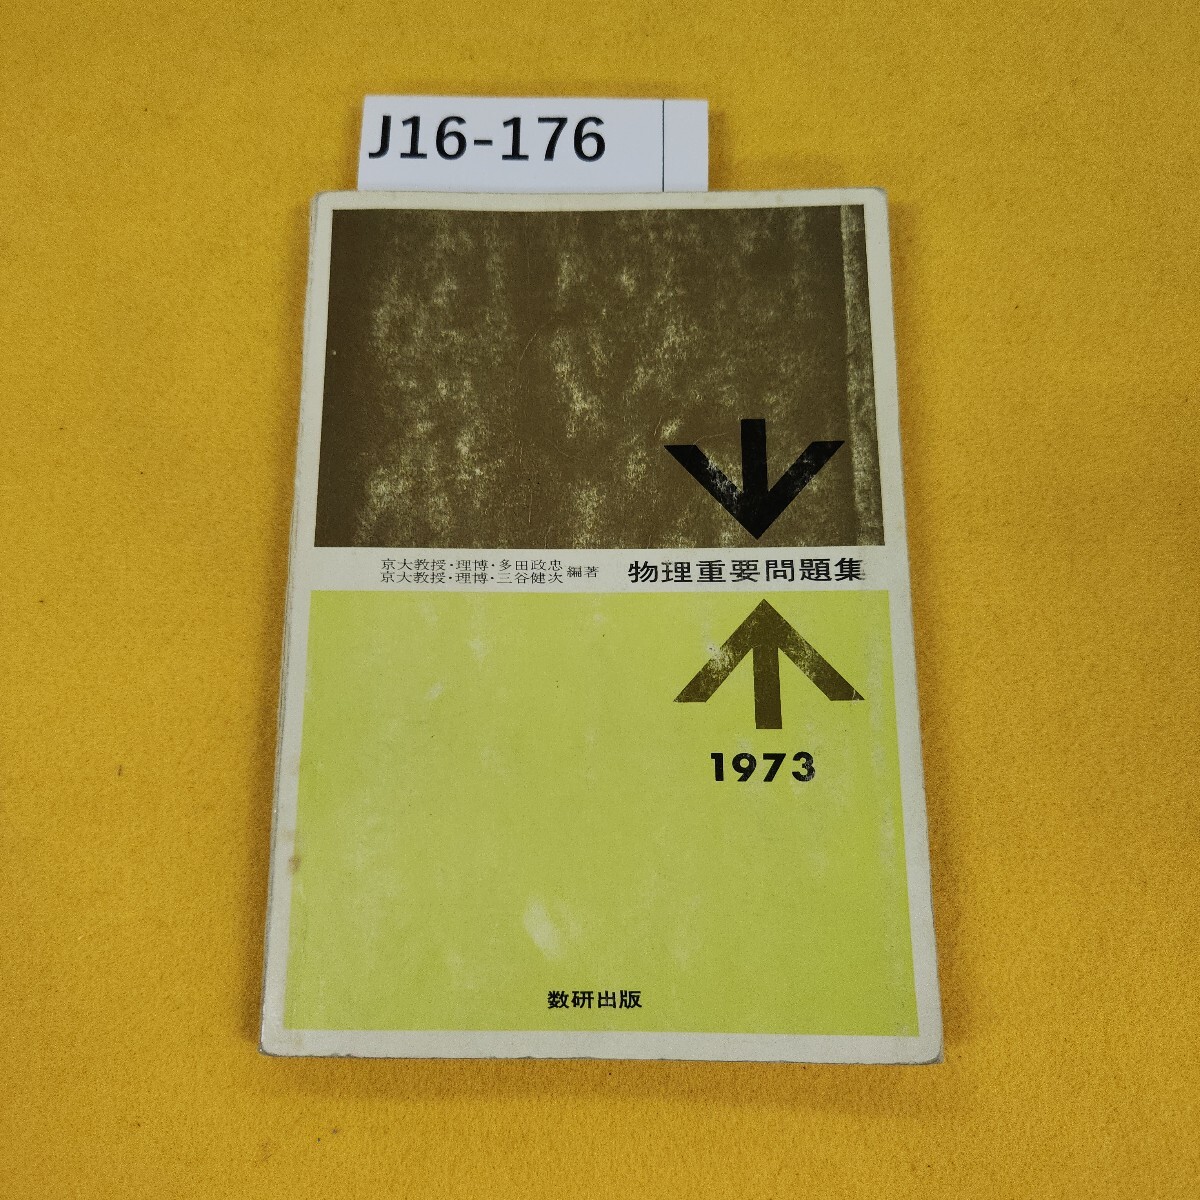 J16-176
京大教授・理博・多田政忠
京大教授・理博・三谷健次
編著
物理重要問題集
1973
数研出版